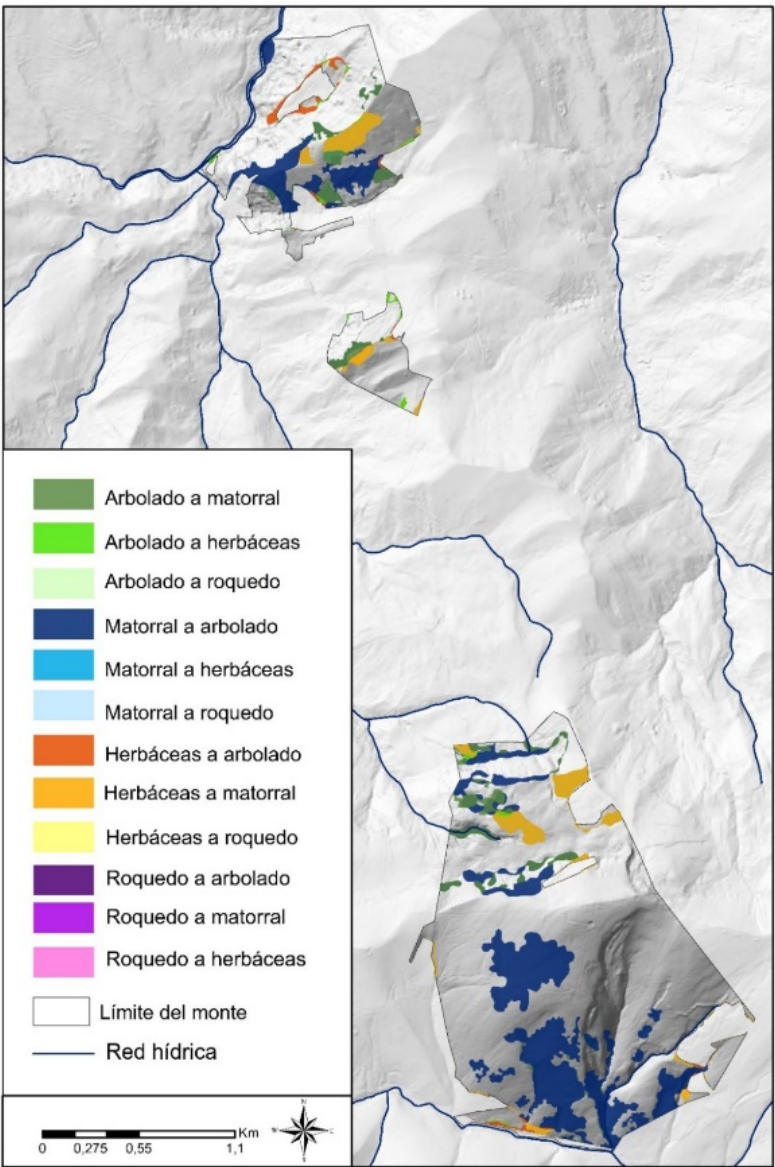 Arbolado a matorral
Arbolado a herbáceas
Arbolado a roquedo
Matorral a arbolado
Matorral a herbáceas
Matorral a roquedo
Herbáceas a arbolado
Herbáceas a matorral
Herbáceas a roquedo
Roquedo a arbolado
Roquedo a matorral
Roquedo a herbáceas
Límite del monte
Red hídrica
Km
0 0,275 0,55 1,1
N
W E
S